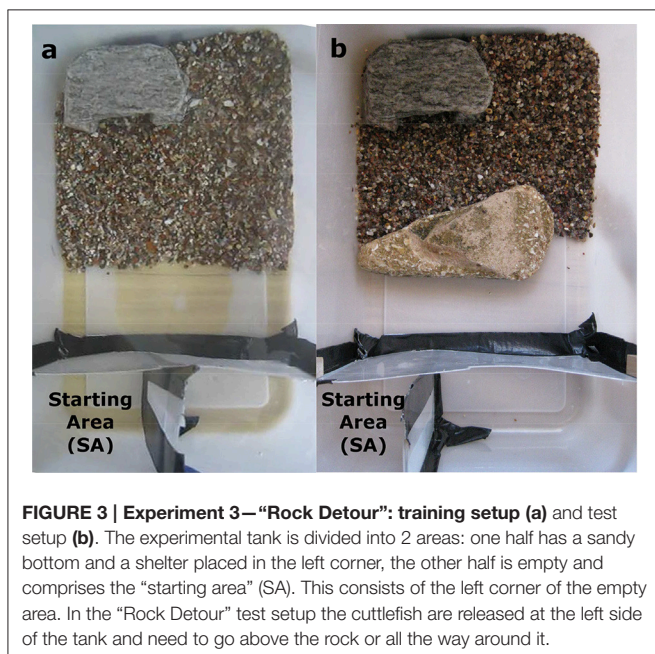 a
b
Starting
Area
(SA)
Starting
Area
(SA)
FIGURE 3 | Experiment 3—“Rock Detour”: training setup (a) and test
setup (b). The experimental tank is divided into 2 areas: one half has a sandy
bottom and a shelter placed in the left corner, the other half is empty and
comprises the “starting area” (SA). This consists of the left corner of the empty
area. In the “Rock Detour” test setup the cuttlefish are released at the left side
of the tank and need to go above the rock or all the way around it.